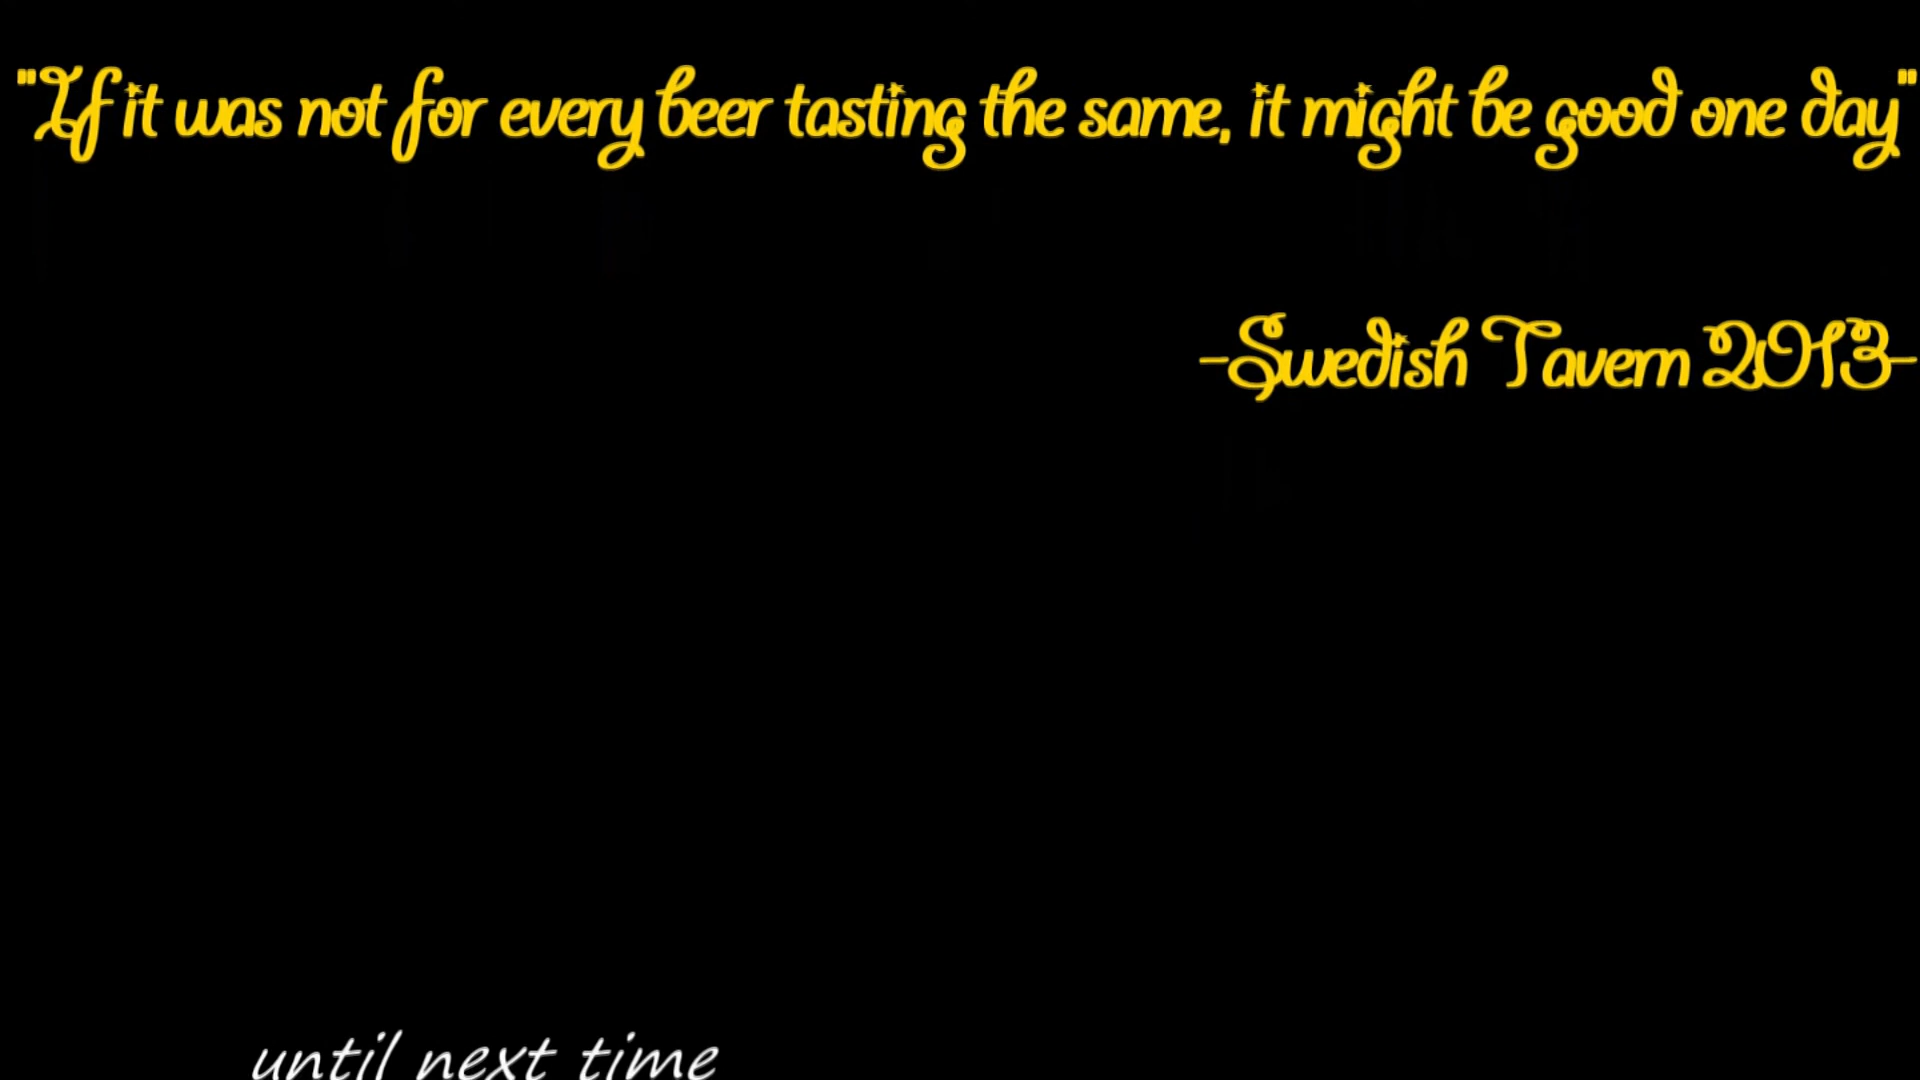 "If it was not for every beer tasting the same, it might be good one day"
-Swedish Tavern 2013-
until next time